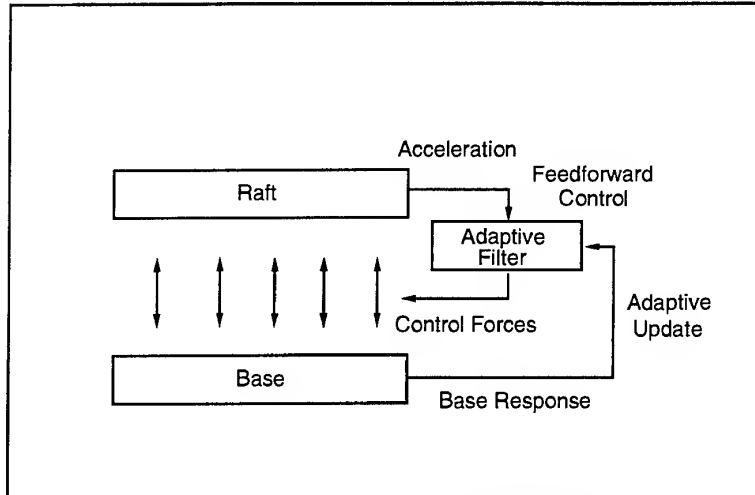 Acceleration
Raft
Feedforward
Control
Adaptive
Filter
Control Forces
Adaptive
Update
Base
Base Response